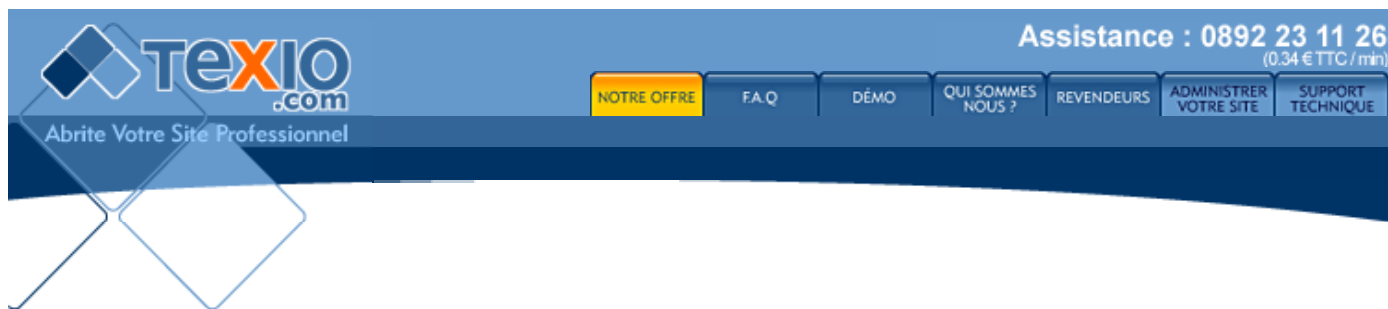 Texio
.com
Abrite Votre Site Professionnel
Assistance : 0892 23 11 26
(0.34 € TTC / min)
NOTRE OFFRE
F.A.Q
DÉMO
QUI SOMMES
NOUS ?
REVENDEURS
ADMINISTRER
VOTRE SITE
SUPPORT
TECHNIQUE